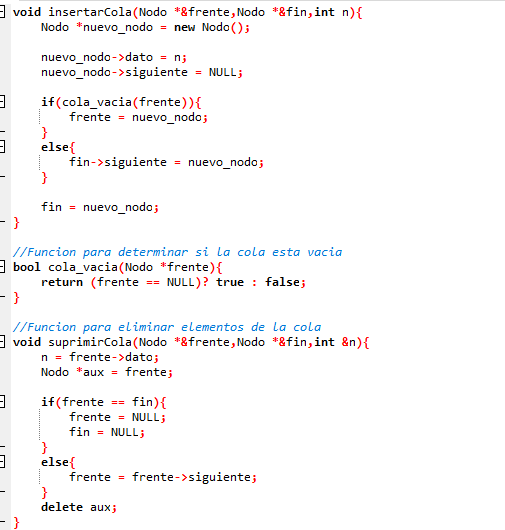 void insertarCola(Nodo *&frente,Nodo *&fin,int n){
    Nodo *nuevo_nodo = new Nodo();

    nuevo_nodo->dato = n;
    nuevo_nodo->siguiente = NULL;

    if(cola_vacia(frente)){
        frente = nuevo_nodo;
    }
    else{
        fin->siguiente = nuevo_nodo;
    }

    fin = nuevo_nodo;
}

//Funcion para determinar si la cola esta vacia
bool cola_vacia(Nodo *frente){
    return (frente == NULL)? true : false;
}

//Funcion para eliminar elementos de la cola
void suprimirCola(Nodo *&frente,Nodo *&fin,int &n){
    n = frente->dato;
    Nodo *aux = frente;

    if(frente == fin){
        frente = NULL;
        fin = NULL;
    }
    else{
        frente = frente->siguiente;
    }
    delete aux;
}